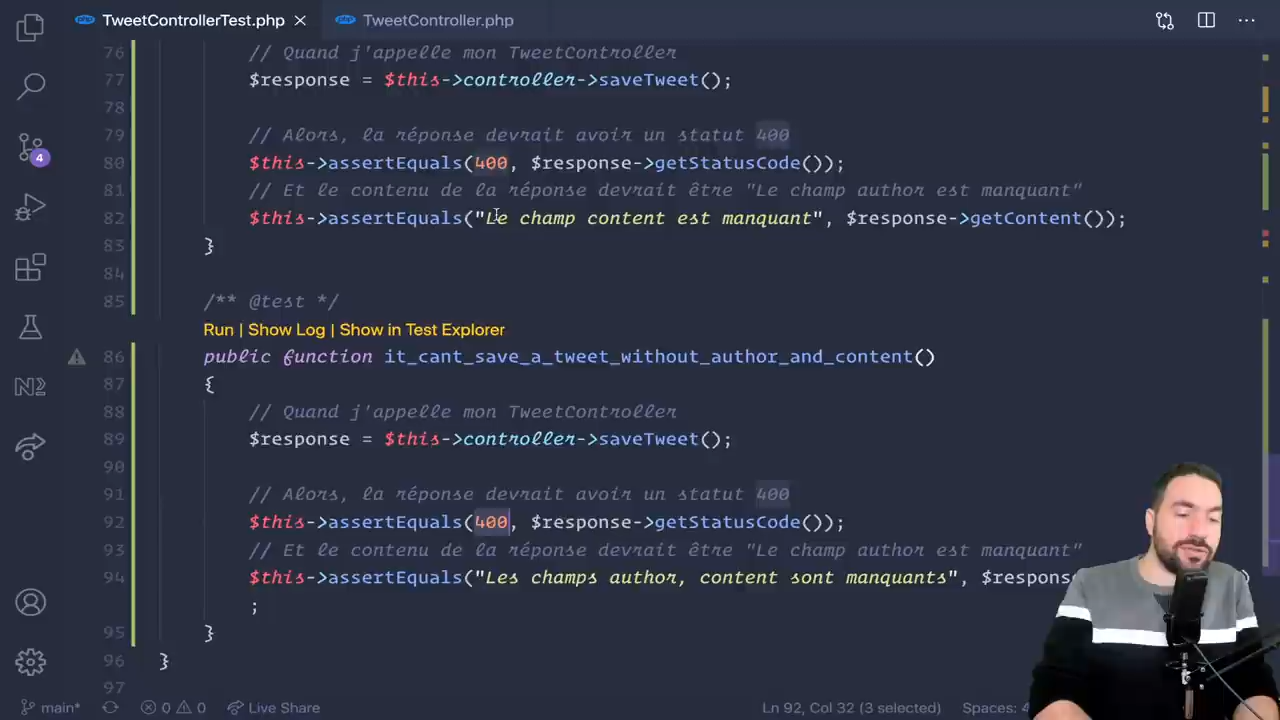 TweetControllerTest.php
TweetController.php
76 // Quand j'appelle mon TweetController
77 $response = $this->controller->saveTweet();
78
79 // Alors, la réponse devrait avoir un statut 400
80 $this->assertEquals(400, $response->getStatusCode());
81 // Et le contenu de la réponse devrait être "Le champ author est manquant"
82 $this->assertEquals("Le champ content est manquant", $response->getContent());
83 }
84
85 /** @test */
Run | Show Log | Show in Test Explorer
86 public function it_cant_save_a_tweet_without_author_and_content()
87 {
88 // Quand j'appelle mon TweetController
89 $response = $this->controller->saveTweet();
90
91 // Alors, la réponse devrait avoir un statut 400
92 $this->assertEquals(400, $response->getStatusCode());
93 // Et le contenu de la réponse devrait être "Le champ author est manquant"
94 $this->assertEquals("Les champs author, content sont manquants", $respons
;
95 }
96 }
97
4
main* 0 0 Live Share Ln 92, Col 32 (3 selected) Spaces: